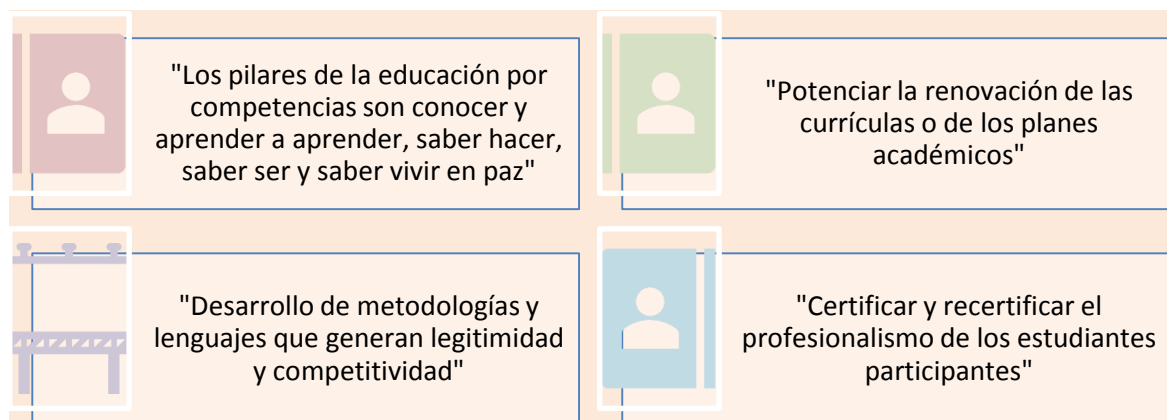 "Los pilares de la educación por
competencias son conocer y
aprender a aprender, saber hacer,
saber ser y saber vivir en paz"
"Potenciar la renovación de las
currículas o de los planes
académicos"
"Desarrollo de metodologías y
lenguajes que generan legitimidad
y competitividad"
"Certificar y recertificar el
profesionalismo de los estudiantes
participantes"